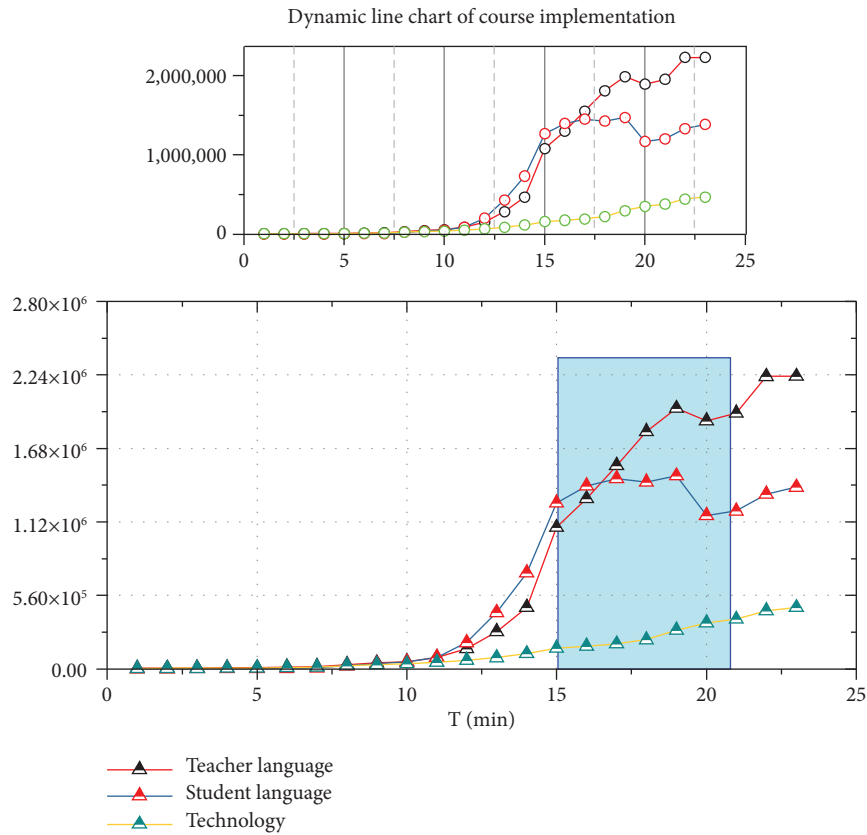 Dynamic line chart of course implementation
2,000,000
1,000,000
0
0 5 10 15 20 25
2.80×10⁶
2.24×10⁶
1.68×10⁶
1.12×10⁶
5.60×10⁵
0.00
0 5 10 15 20 25
T (min)
Teacher language
Student language
Technology